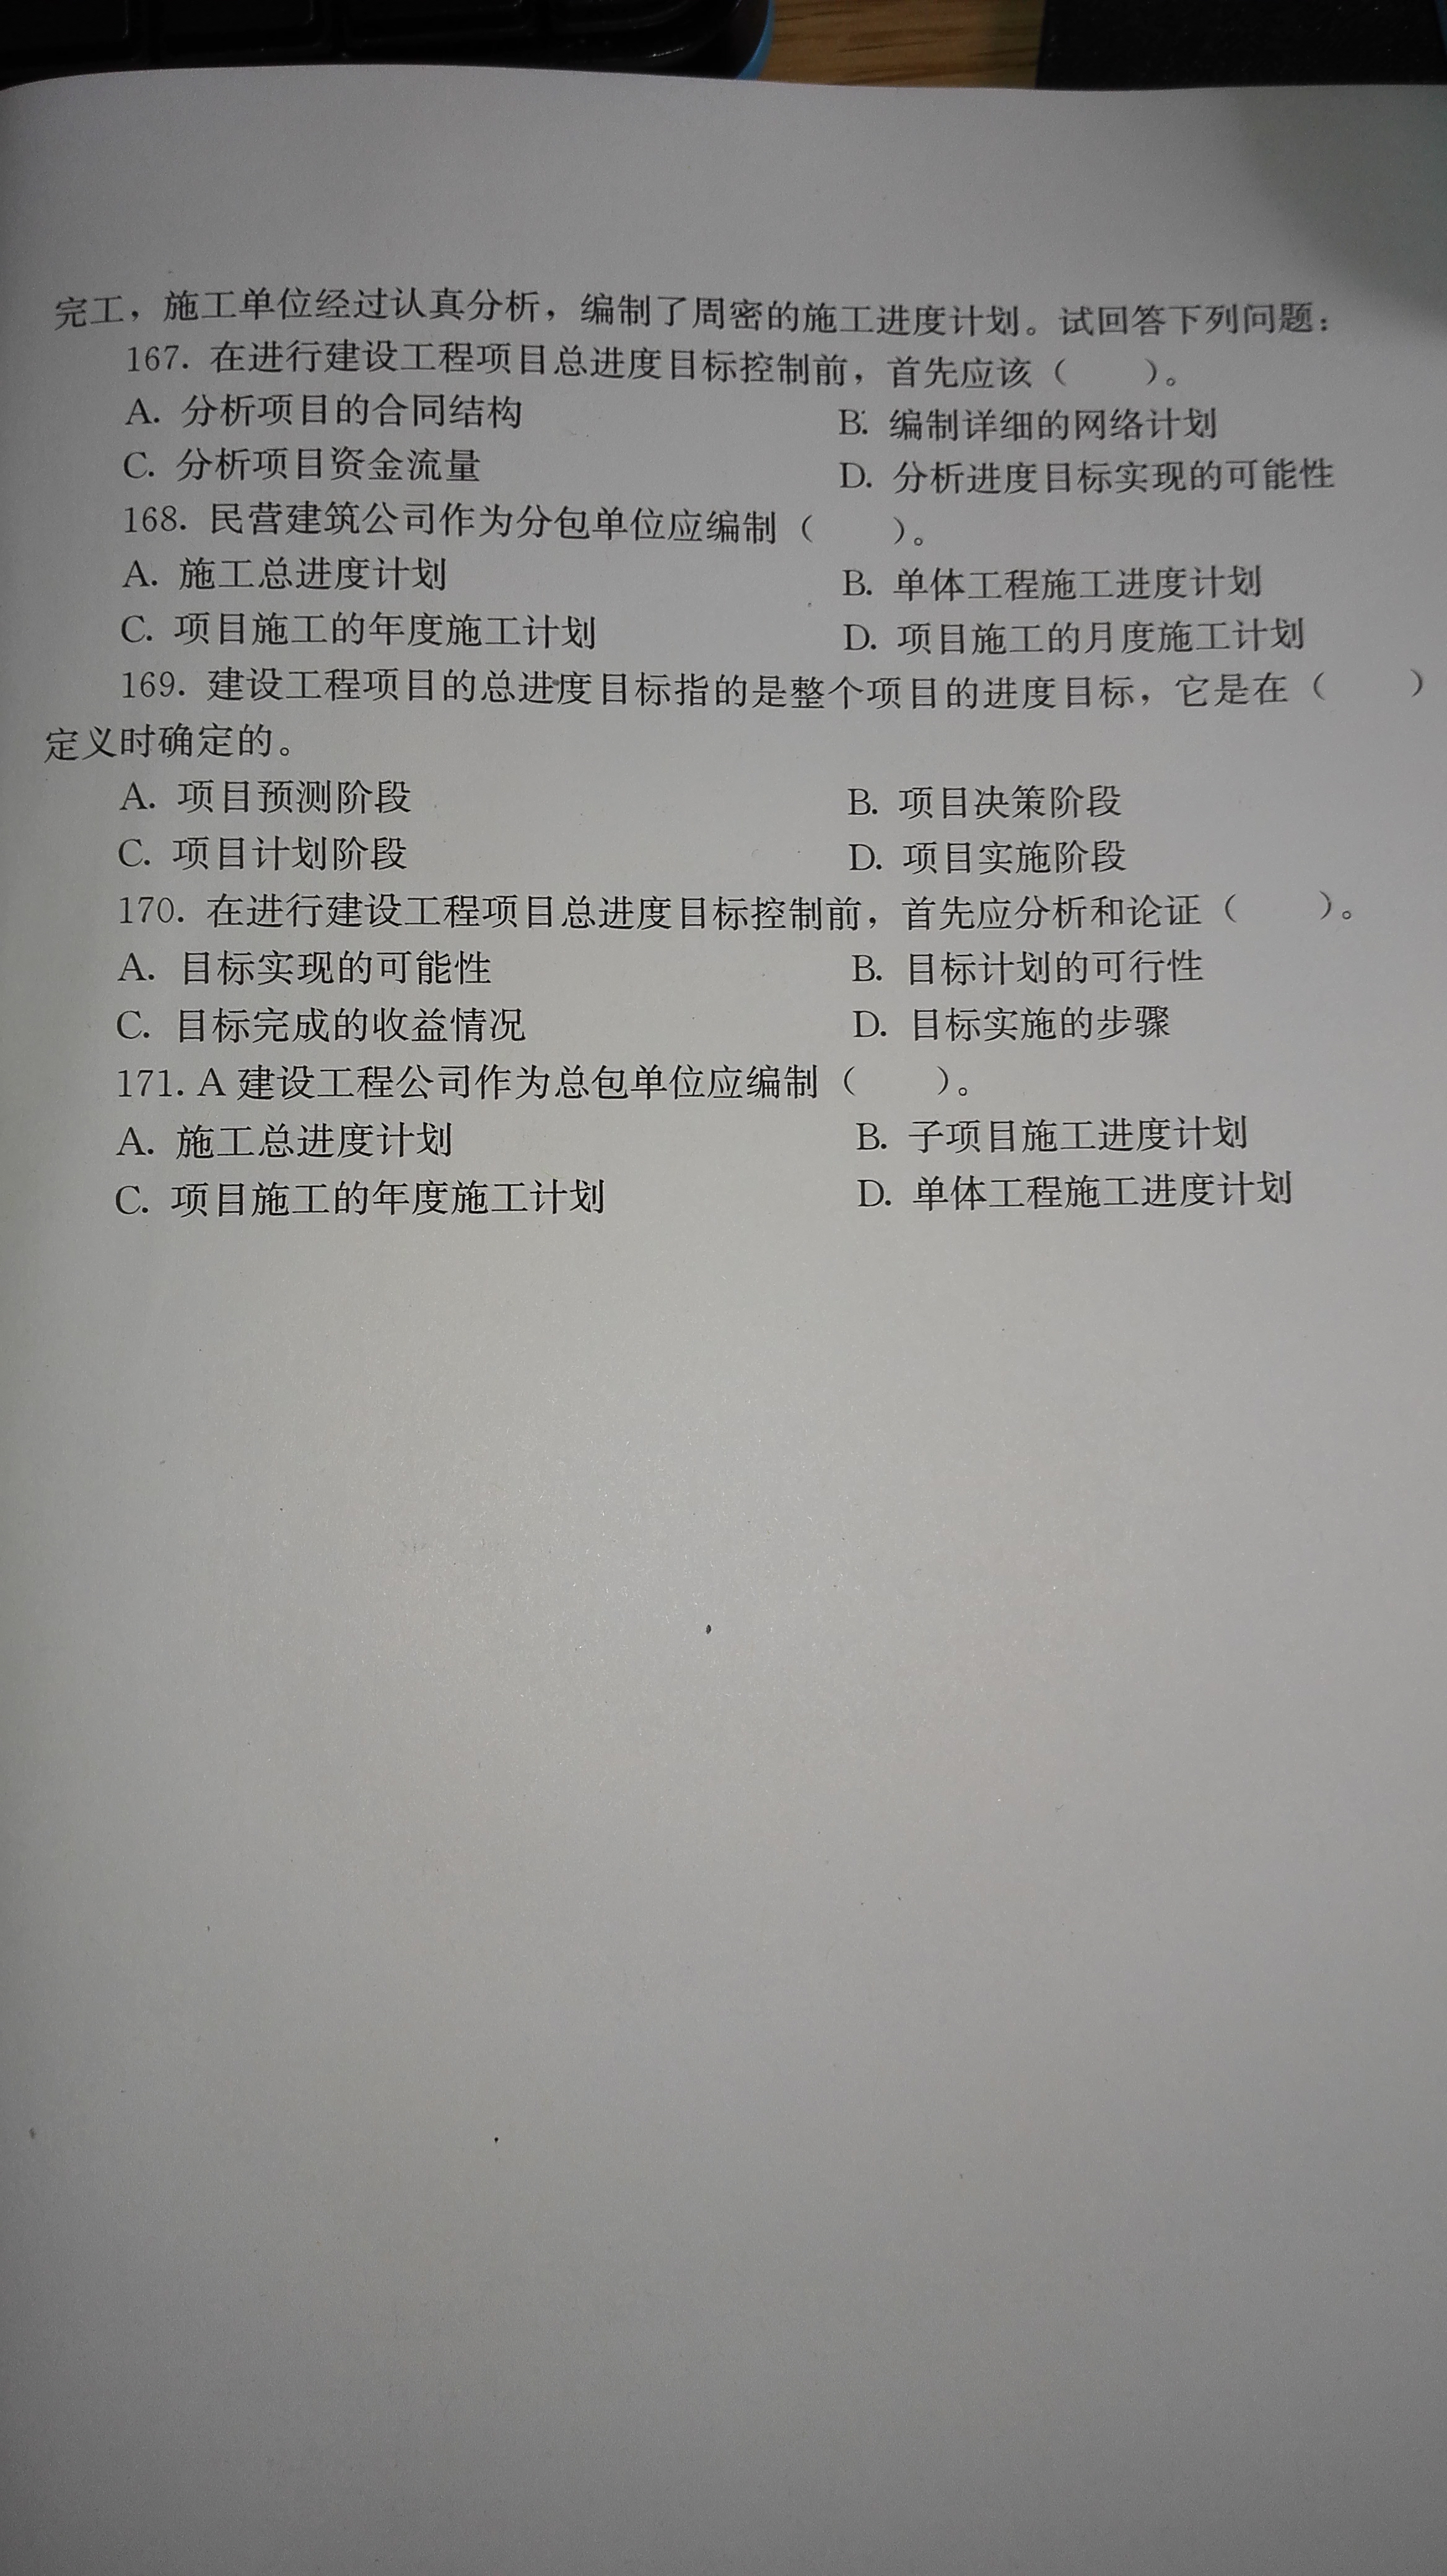 完工，施工单位经过认真分析，编制了周密的施工进度计划。试回答下列问题：
167. 在进行建设工程项目总进度目标控制前，首先应该（　　）。
A. 分析项目的合同结构　　B. 编制详细的网络计划
C. 分析项目资金流量　　D. 分析进度目标实现的可能性
168. 民营建筑公司作为分包单位应编制（　　）。
A. 施工总进度计划　　B. 单体工程施工进度计划
C. 项目施工的年度施工计划　　D. 项目施工的月度施工计划
169. 建设工程项目的总进度目标指的是整个项目的进度目标，它是在（　　）
定义时确定的。
A. 项目预测阶段　　B. 项目决策阶段
C. 项目计划阶段　　D. 项目实施阶段
170. 在进行建设工程项目总进度目标控制前，首先应分析和论证（　　）。
A. 目标实现的可能性　　B. 目标计划的可行性
C. 目标完成的收益情况　　D. 目标实施的步骤
171. A 建设工程公司作为总包单位应编制（　　）。
A. 施工总进度计划　　B. 子项目施工进度计划
C. 项目施工的年度施工计划　　D. 单体工程施工进度计划